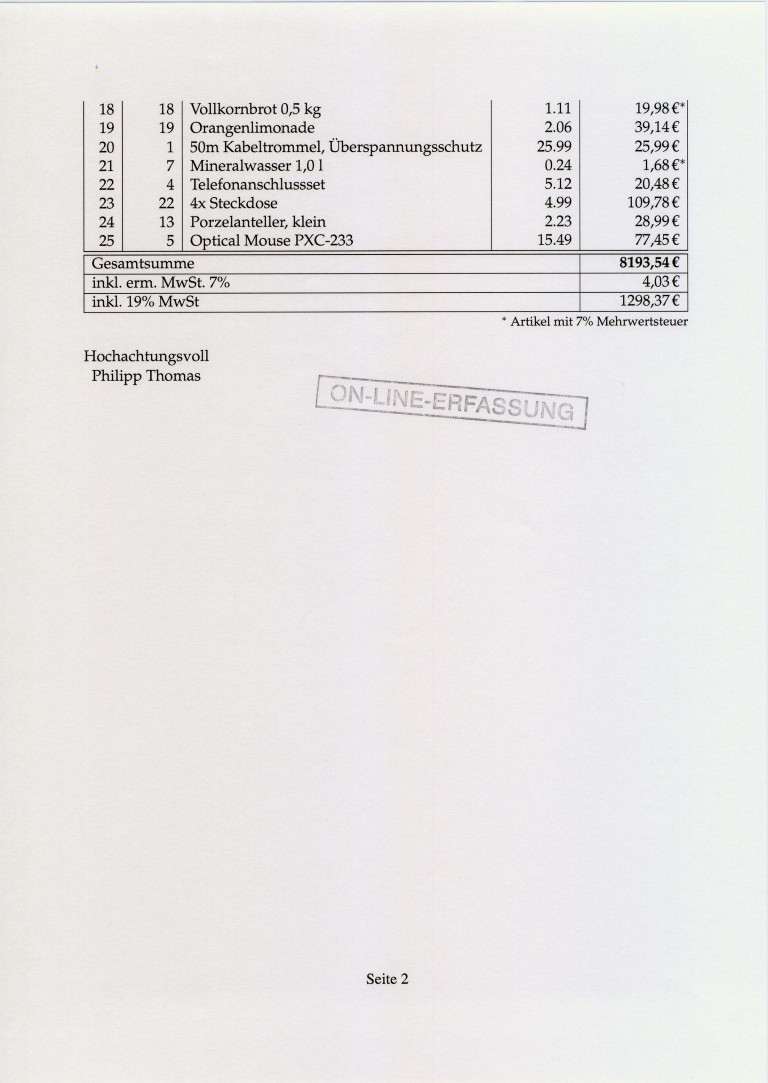 18 18 Vollkornbrot 0,5 kg 1.11 19,98 €*
19 19 Orangenlimonade 2.06 39,14 €
20 1 50m Kabeltrommel, Überspannungsschutz 25.99 25,99 €
21 7 Mineralwasser 1,0 l 0.24 1,68 €*
22 4 Telefonanschlussset 5.12 20,48 €
23 22 4x Steckdose 4.99 109,78 €
24 13 Porzelanteller, klein 2.23 28,99 €
25 5 Optical Mouse PXC-233 15.49 77,45 €
Gesamtsumme 8193,54 €
inkl. erm. MwSt. 7% 4,03 €
inkl. 19% MwSt 1298,37 €
* Artikel mit 7% Mehrwertsteuer
Hochachtungsvoll
Philipp Thomas
ON-LINE-ERFASSUNG
Seite 2